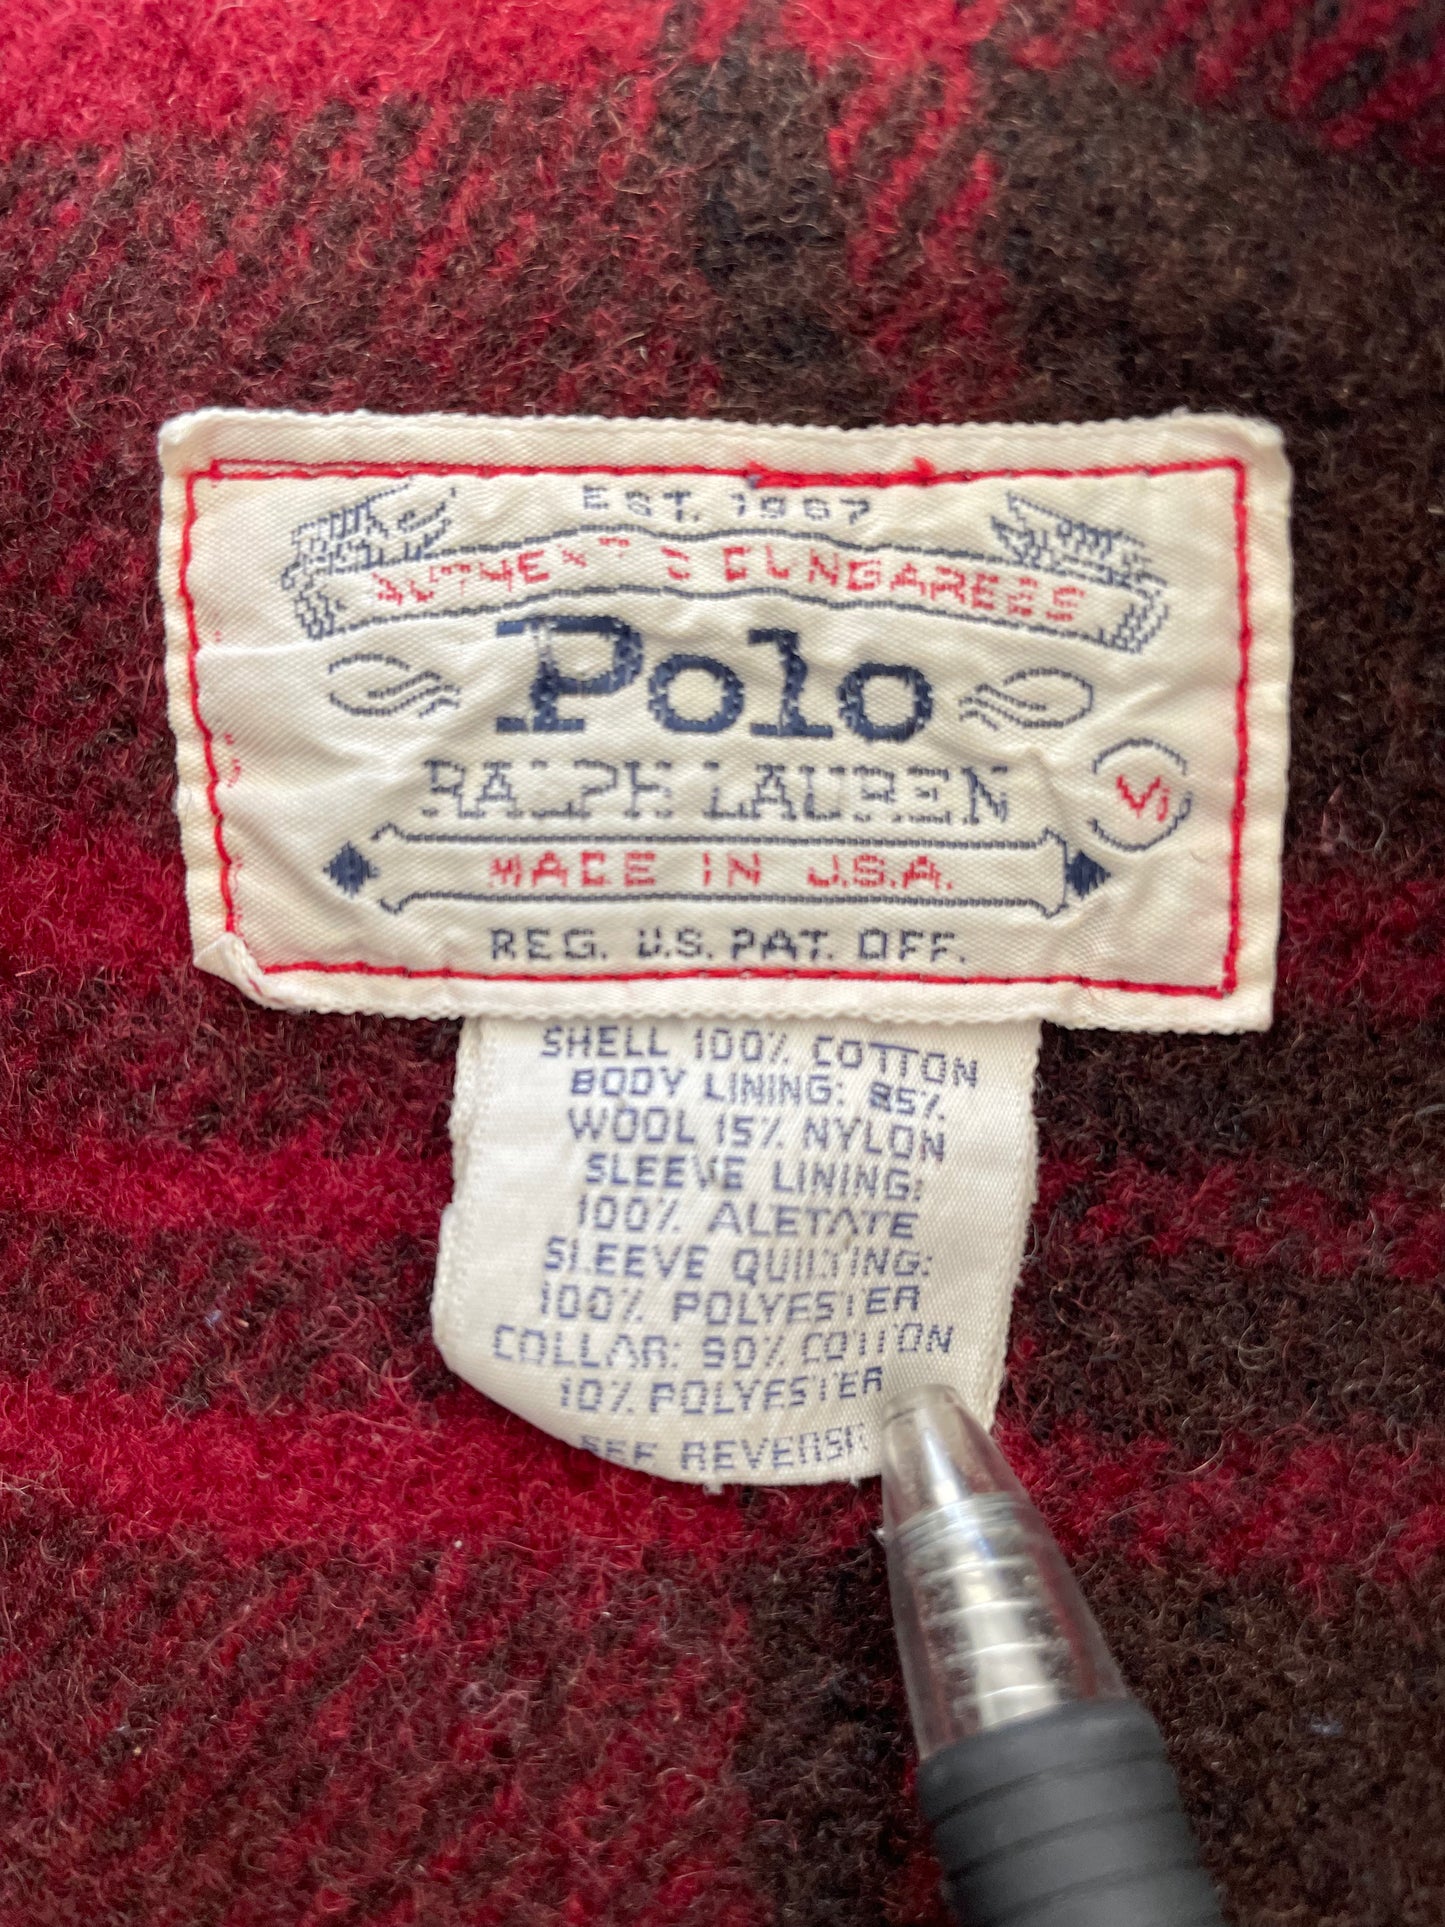 EST. 1967
AUTHENTIC DUNGAREES
Polo
RALPH LAUREN
Vj
MADE IN U.S.A.
REG. U.S. PAT. OFF.
SHELL 100% COTTON
BODY LINING: 85%
WOOL 15% NYLON
SLEEVE LINING:
100% ALETATE
SLEEVE QUILTING:
100% POLYESTER
COLLAR: 90% COTTON
10% POLYESTER
SEE REVERSE